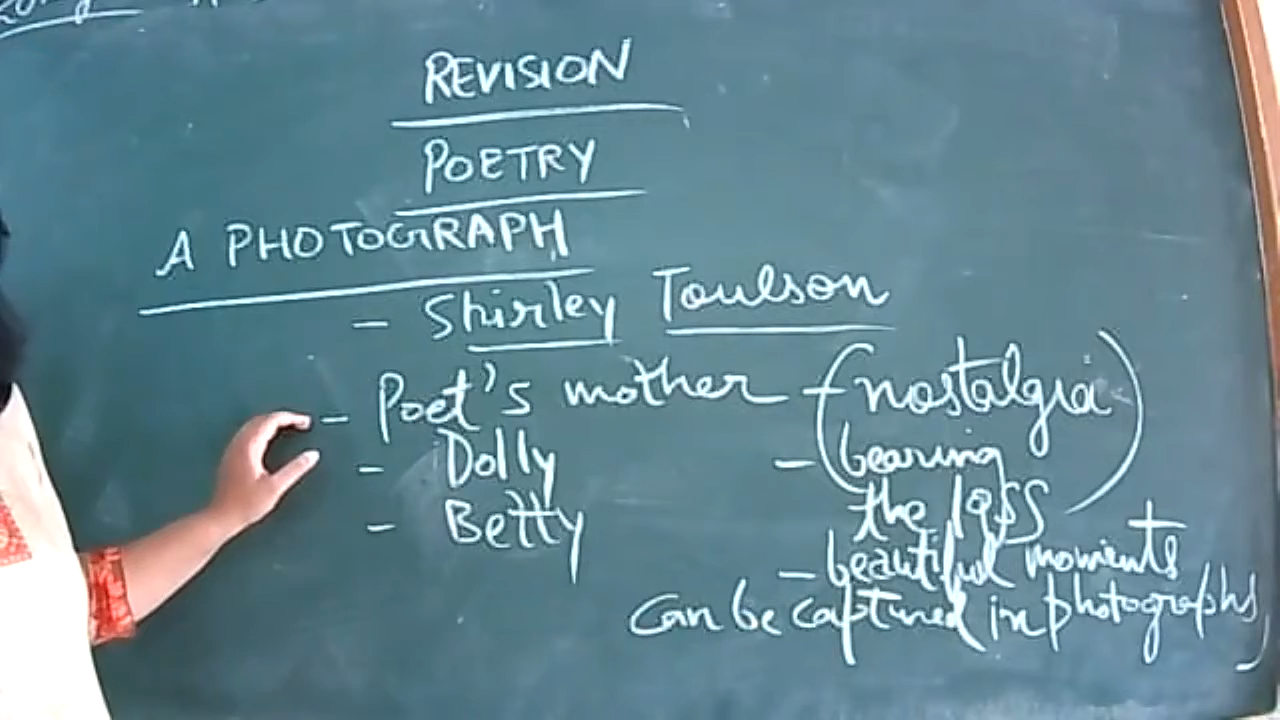 REVISION
POETRY
A PHOTOGRAPH
- Shirley Toulson
- Poet's mother - (nostalgia)
- Dolly - bearing
the loss
- Betty
- beautiful moments
can be captured in photographs